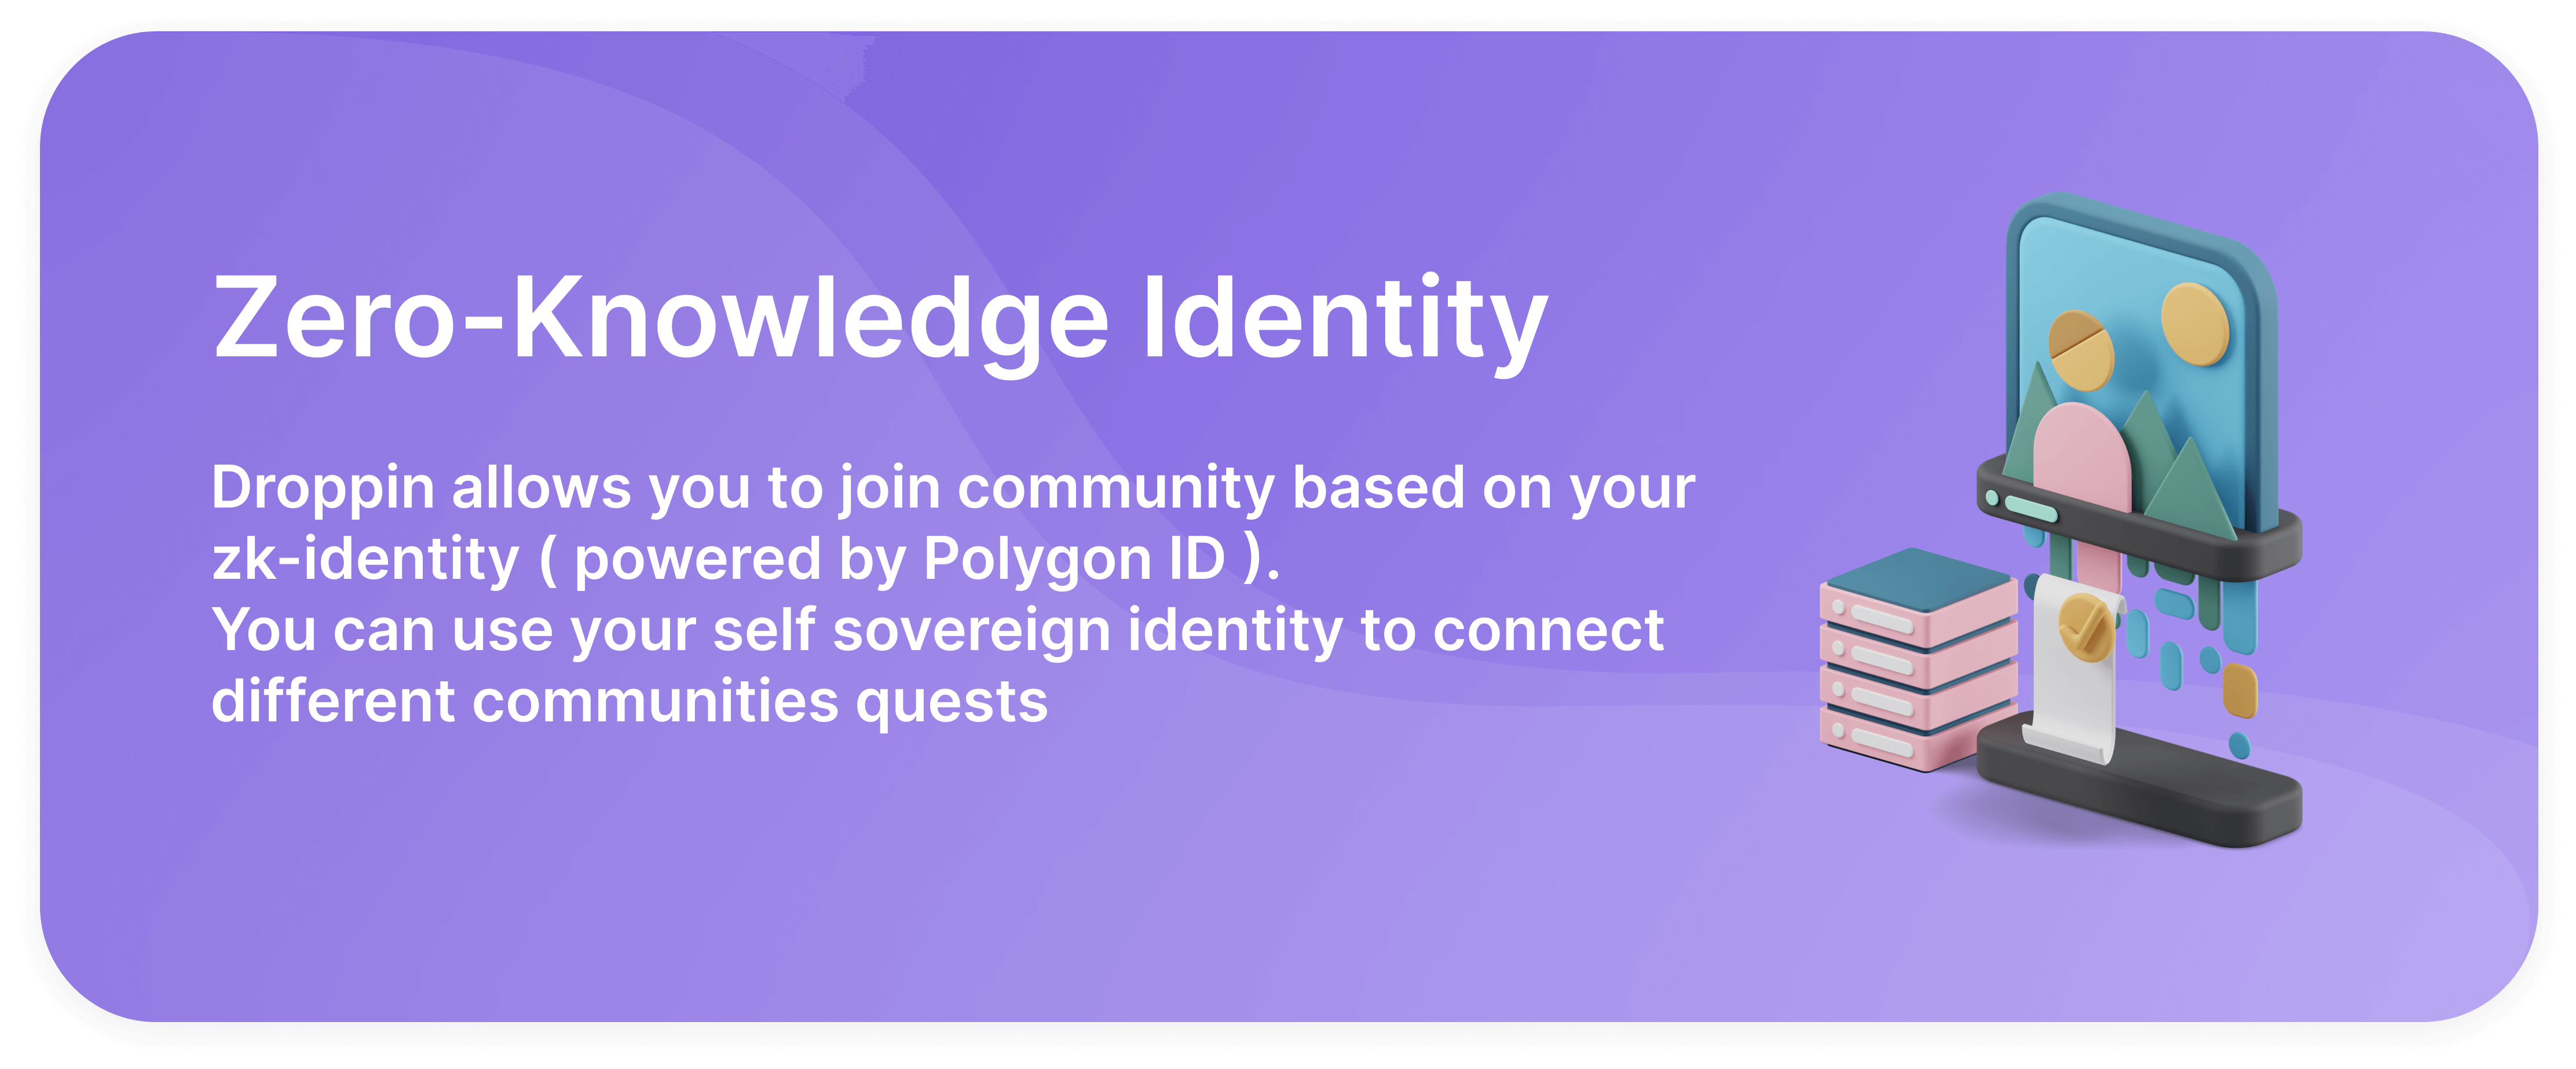 Zero-Knowledge Identity
Droppin allows you to join community based on your
zk-identity ( powered by Polygon ID ).
You can use your self sovereign identity to connect
different communities quests